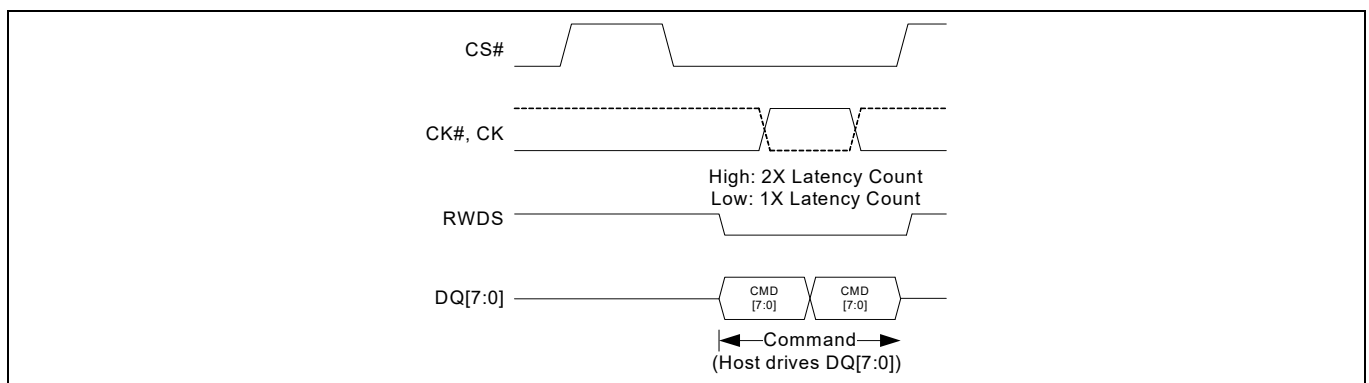 CS#
CK#, CK
High: 2X Latency Count
Low: 1X Latency Count
RWDS
DQ[7:0]
CMD
[7:0]
CMD
[7:0]
Command
(Host drives DQ[7:0])